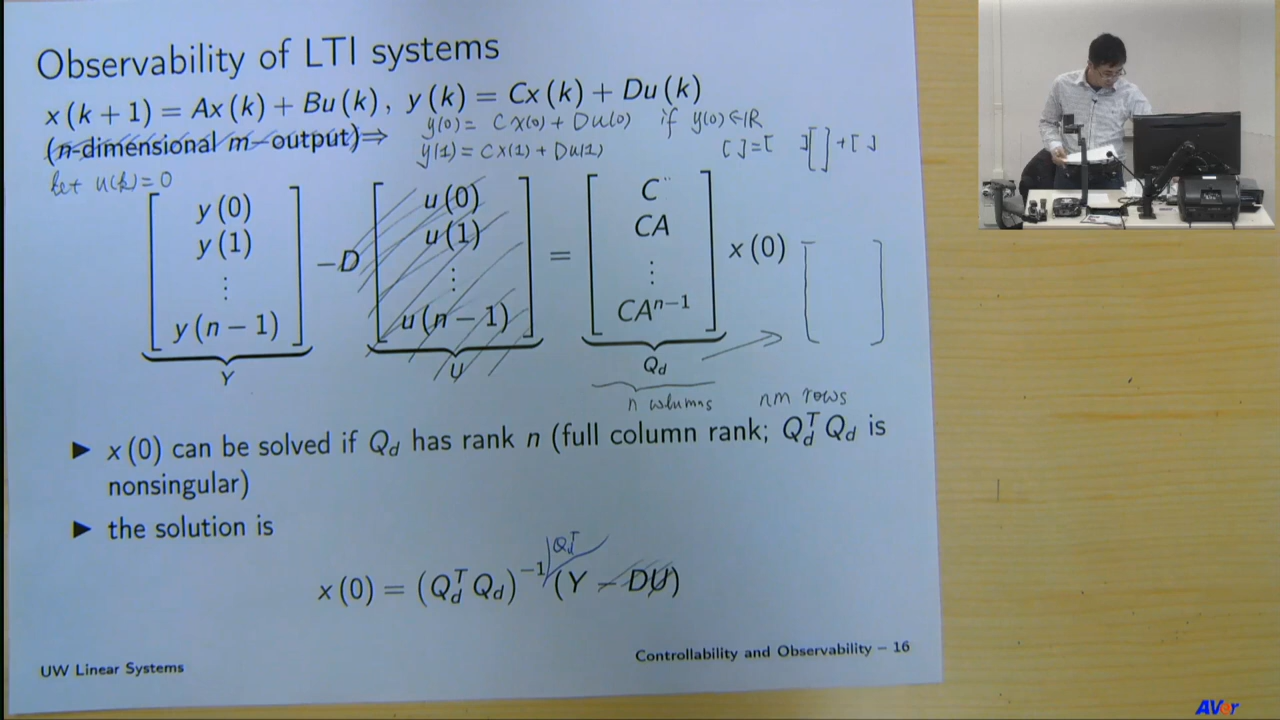 Observability of LTI systems
x(k + 1) = Ax(k) + Bu(k), y(k) = Cx(k) + Du(k)
y(0) = Cx(0) + Du(0) if y(0) ∈ ℝ
(n-dimensional m-output)⇒
y(1) = Cx(1) + Du(1) [ ] = [ ][ ] + [ ]
let u(k) = 0
y(0) u(0) C
y(1) u(1) CA
−D = x(0)
⋮ ⋮ ⋮
y(n − 1) u(n − 1) CAⁿ⁻¹
Y U Q_d
n columns nm rows
▶ x(0) can be solved if Q_d has rank n (full column rank; Q_d^T Q_d is
nonsingular)
▶ the solution is
Q_d^T
x(0) = (Q_d^T Q_d)⁻¹ (Y − DU)
UW Linear Systems
Controllability and Observability – 16
AVer